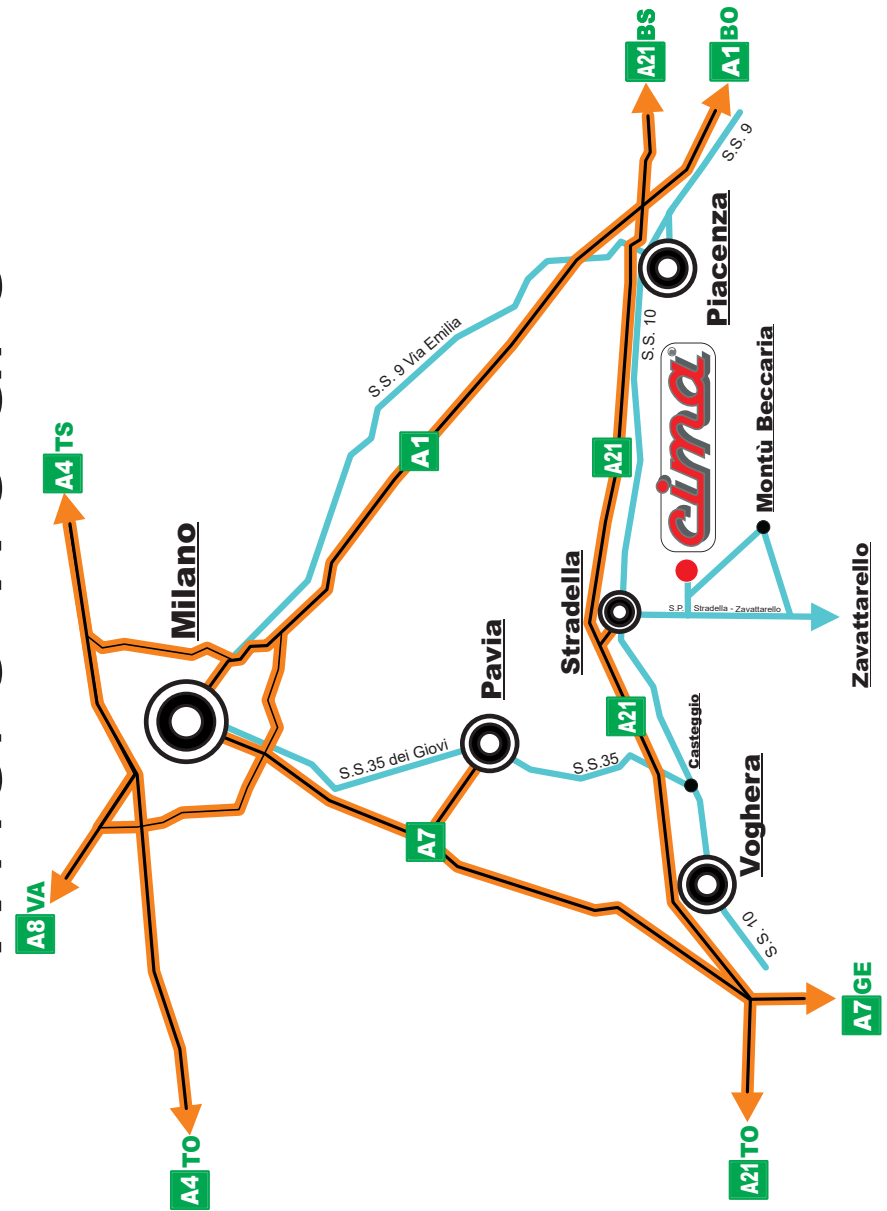 A8 VA
A4 TS
A4 TO
Milano
S.S.35 dei Giovi
S.S. 9 Via Emilia
A7
A1
Pavia
Stradella
S.S.35
A21
A21
S.S. 10
A21 BS
Casteggio
S.P. Stradella - Zavattarello
cima®
Piacenza
A1 BO
S.S. 9
A21 TO
S.S. 10
Voghera
Montù Beccaria
A7 GE
Zavattarello